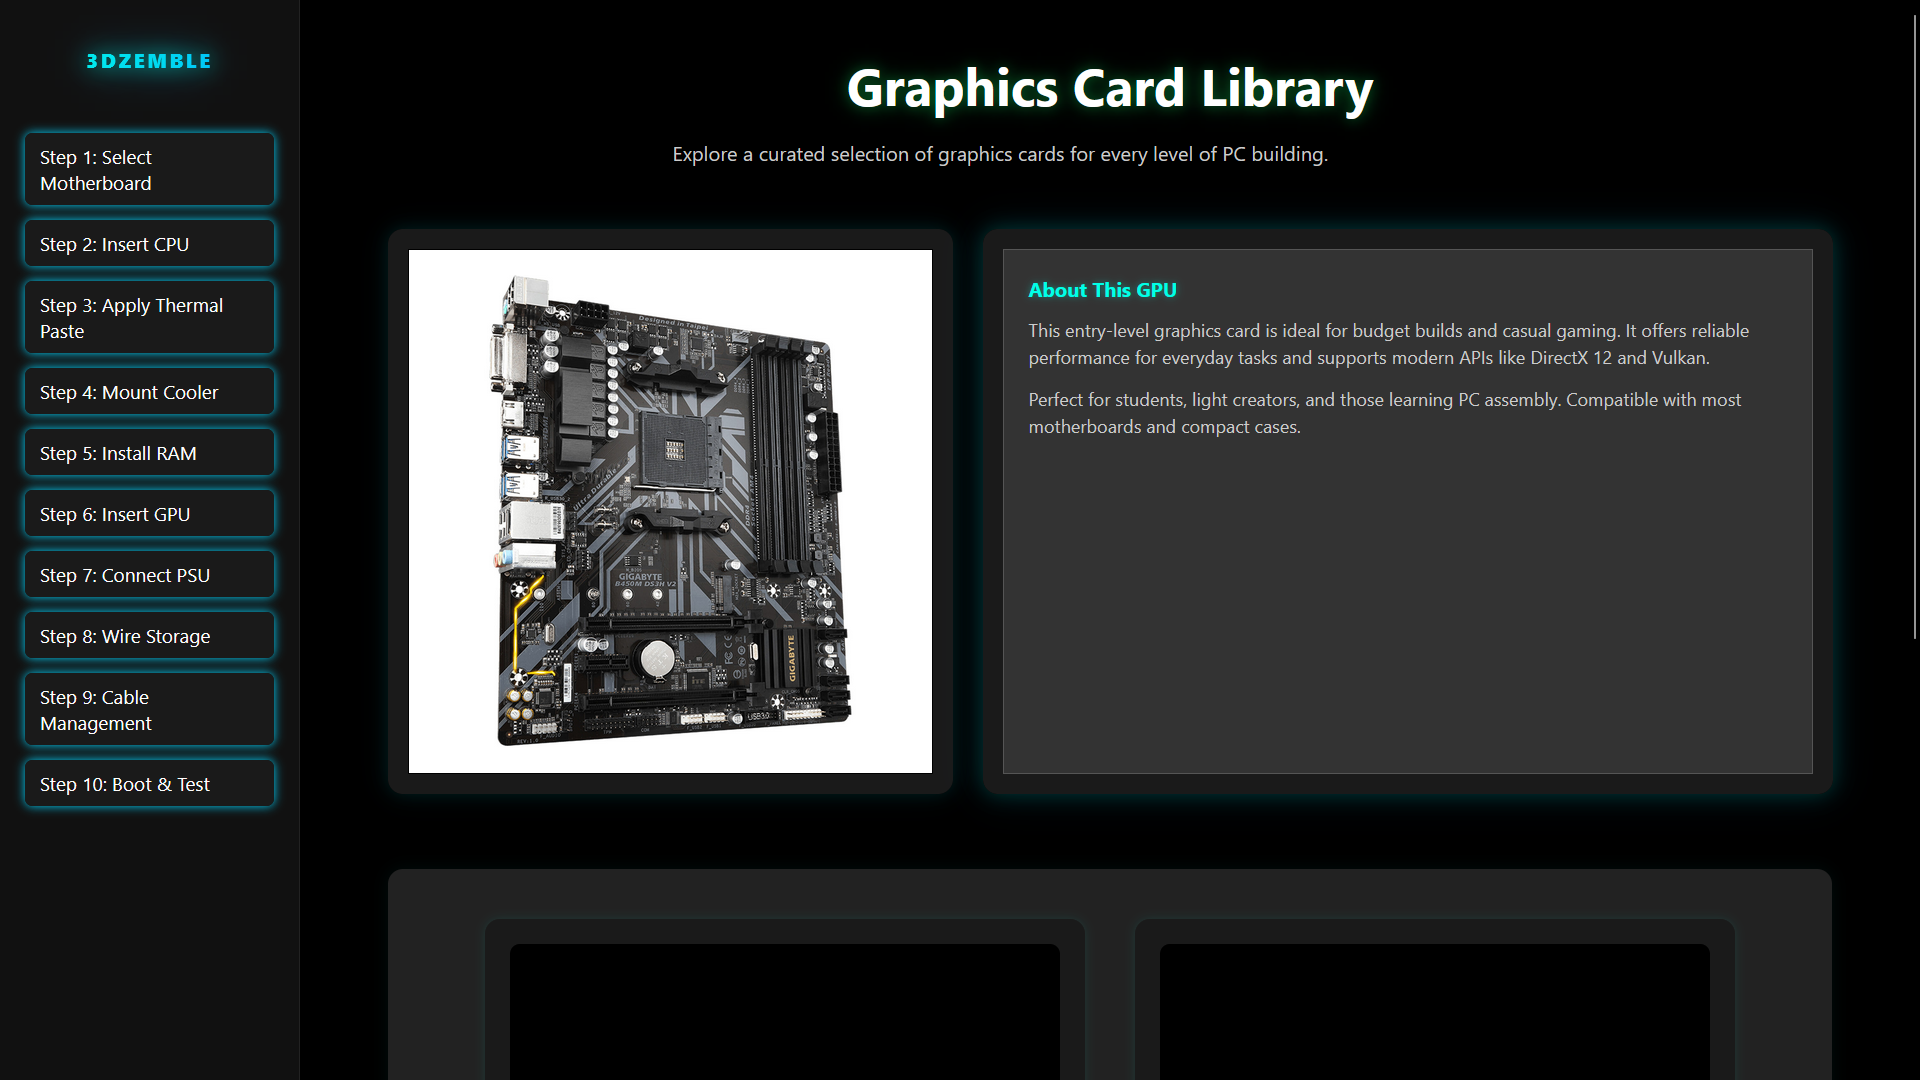 3DZEMBLE
Step 1: Select
Motherboard
Step 2: Insert CPU
Step 3: Apply Thermal
Paste
Step 4: Mount Cooler
Step 5: Install RAM
Step 6: Insert GPU
Step 7: Connect PSU
Step 8: Wire Storage
Step 9: Cable
Management
Step 10: Boot & Test
Graphics Card Library
Explore a curated selection of graphics cards for every level of PC building.
Designed in Taipei
Ultra Durable
GIGABYTE
B450M DS3H V2
GIGABYTE
USB3.0
About This GPU
This entry-level graphics card is ideal for budget builds and casual gaming. It offers reliable
performance for everyday tasks and supports modern APIs like DirectX 12 and Vulkan.
Perfect for students, light creators, and those learning PC assembly. Compatible with most
motherboards and compact cases.